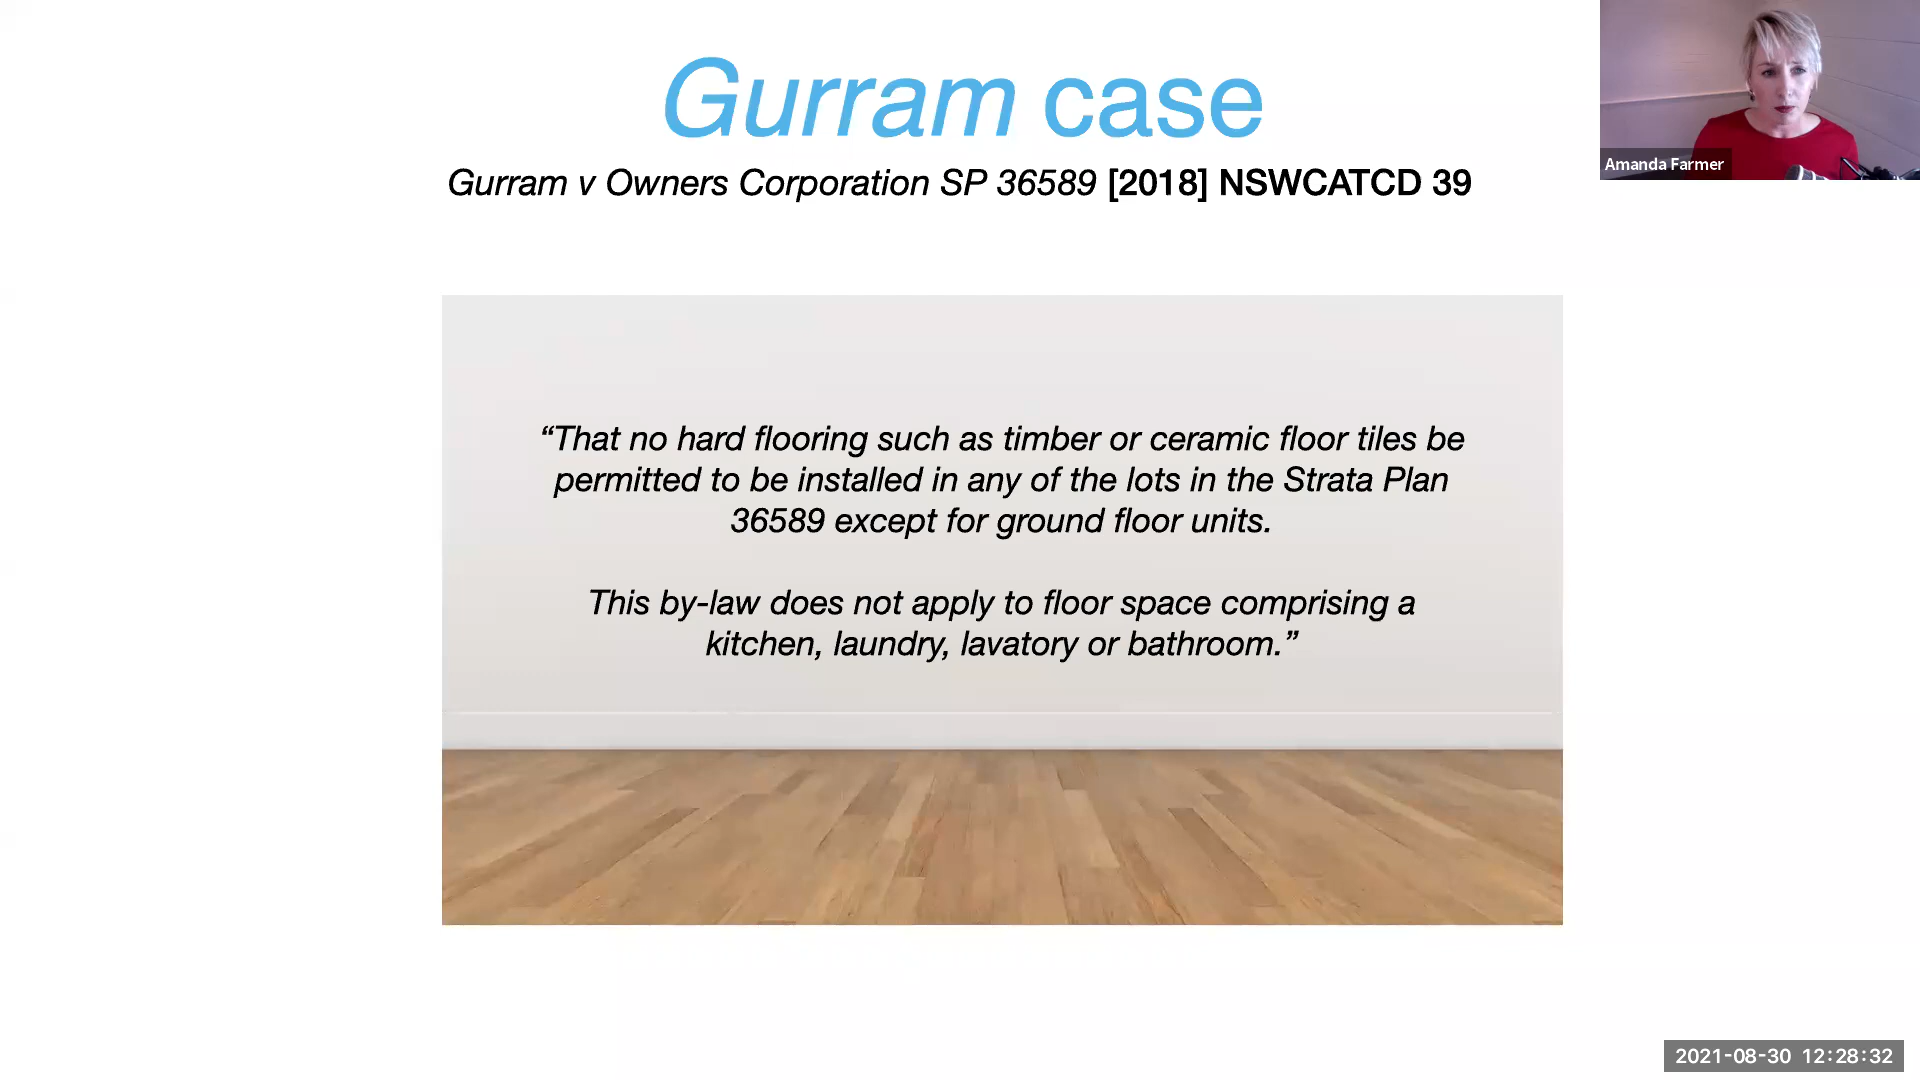 Gurram case
Gurram v Owners Corporation SP 36589 [2018] NSWCATCD 39
Amanda Farmer
“That no hard flooring such as timber or ceramic floor tiles be
permitted to be installed in any of the lots in the Strata Plan
36589 except for ground floor units.
This by-law does not apply to floor space comprising a
kitchen, laundry, lavatory or bathroom.”
2021-08-30 12:28:32